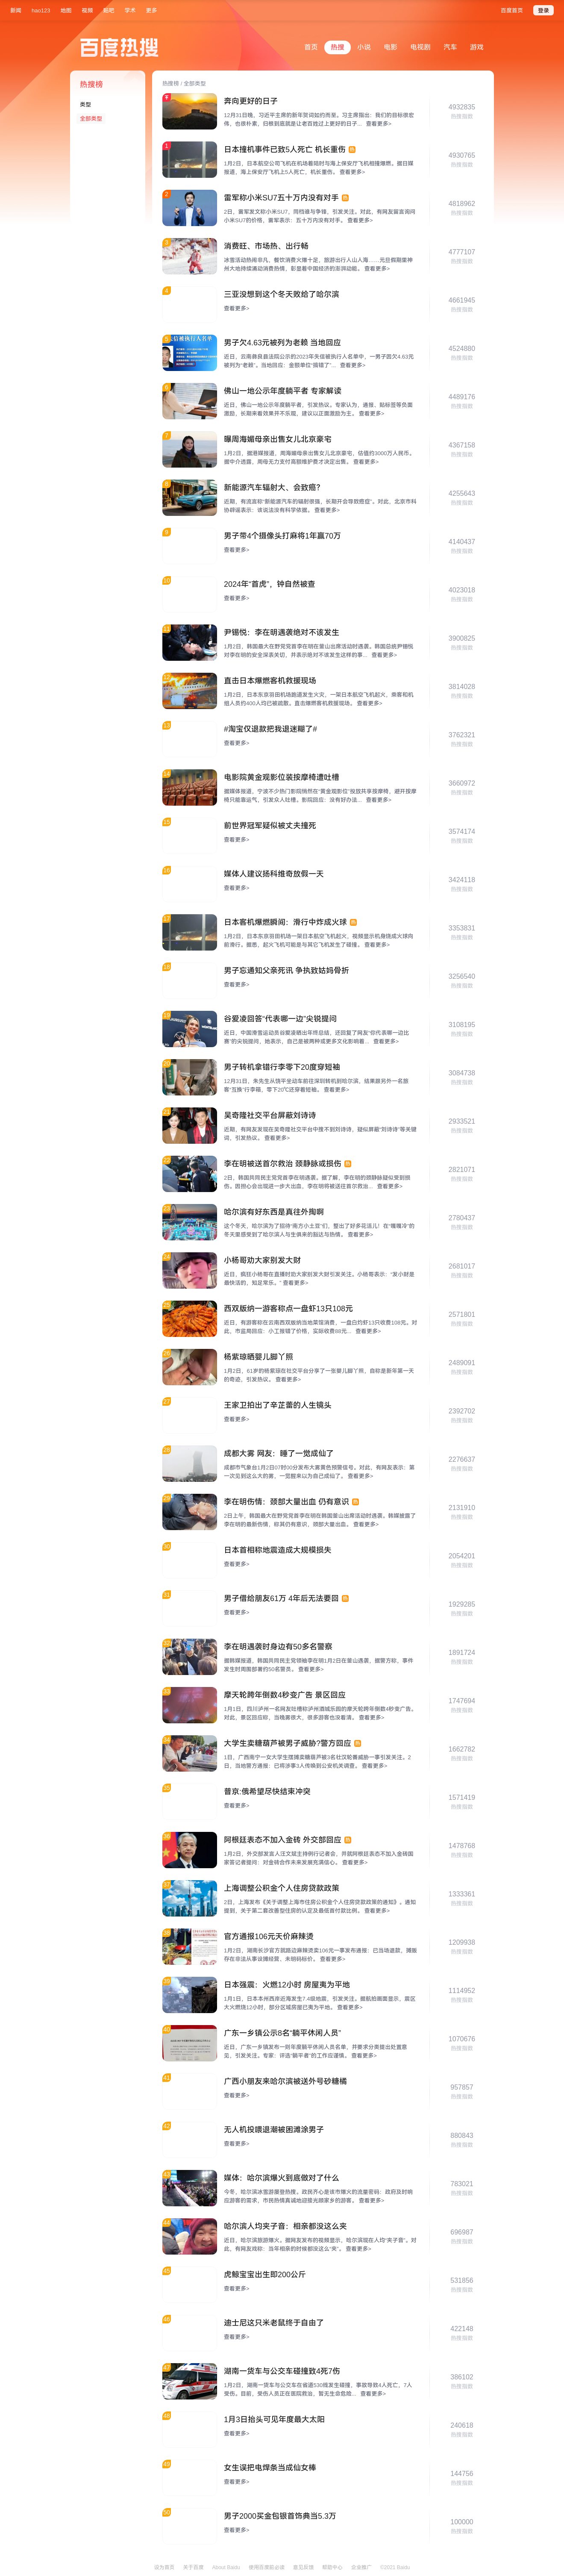 新闻 hao123 地图 视频 贴吧 学术 更多 百度首页 登录
百度热搜
首页 热搜 小说 电影 电视剧 汽车 游戏
热搜榜
类型
全部类型
热搜榜 / 全部类型
奔向更好的日子
12月31日晚，习近平主席的新年贺词如约而至。习主席指出：我们的目标很宏
伟，也很朴素，归根到底就是让老百姓过上更好的日子... 查看更多>
4932835
热搜指数
1
日本撞机事件已致5人死亡 机长重伤 热
1月2日，日本航空公司飞机在机场着陆时与海上保安厅飞机相撞爆燃。据日媒
报道，海上保安厅飞机上5人死亡，机长重伤。 查看更多>
4930765
热搜指数
2
雷军称小米SU7五十万内没有对手 热
2日，雷军发文称小米SU7，同档谁与争锋，引发关注。对此，有网友留言询问
小米SU7的价格，雷军表示：五十万内没有对手。 查看更多>
4818962
热搜指数
3
消费旺、市场热、出行畅
冰雪活动热闹非凡，餐饮消费火爆十足，旅游出行人山人海……元旦假期集神
州大地持续涌动消费热情，彰显着中国经济的澎湃动能。 查看更多>
4777107
热搜指数
4
三亚没想到这个冬天败给了哈尔滨
查看更多>
4661945
热搜指数
5
男子欠4.63元被列为老赖 当地回应
近日，云南彝良县法院公示的2023年失信被执行人名单中，一男子因欠4.63元
被列为“老赖”。当地回应：金额单位“搞错了”... 查看更多>
4524880
热搜指数
6
佛山一地公示年度躺平者 专家解读
近日，佛山一地公示年度躺平者，引发热议。专家认为，通报、贴标签等负面
激励，长期来看效果并不乐观，建议以正面激励为主。 查看更多>
4489176
热搜指数
7
曝周海媚母亲出售女儿北京豪宅
1月2日，据港媒报道，周海媚母亲出售女儿北京豪宅，估值约3000万人民币。
据中介透露，周母无力支付高额维护费才决定出售。 查看更多>
4367158
热搜指数
8
新能源汽车辐射大、会致癌？
近期，有流言称“新能源汽车的辐射很强，长期开会导致癌症”。对此，北京市科
协辟谣表示：该说法没有科学依据。 查看更多>
4255643
热搜指数
9
男子带4个摄像头打麻将1年赢70万
查看更多>
4140437
热搜指数
10
2024年“首虎”，钟自然被查
查看更多>
4023018
热搜指数
11
尹锡悦：李在明遇袭绝对不该发生
1月2日，韩国最大在野党党首李在明在釜山出席活动时遇袭。韩国总统尹锡悦
对李在明的安全深表关切，并表示绝对不该发生这样的事... 查看更多>
3900825
热搜指数
12
直击日本爆燃客机救援现场
1月2日，日本东京羽田机场跑道发生火灾，一架日本航空飞机起火，乘客和机
组人员约400人均已被疏散。直击爆燃客机救援现场。 查看更多>
3814028
热搜指数
13
#淘宝仅退款把我退迷糊了#
查看更多>
3762321
热搜指数
14
电影院黄金观影位装按摩椅遭吐槽
据媒体报道，宁波不少热门影院悄然在“黄金观影位”投放共享按摩椅，避开按摩
椅只能靠运气，引发众人吐槽。影院回应：没有好办法... 查看更多>
3660972
热搜指数
15
前世界冠军疑似被丈夫撞死
查看更多>
3574174
热搜指数
16
媒体人建议扬科维奇放假一天
查看更多>
3424118
热搜指数
17
日本客机爆燃瞬间：滑行中炸成火球 热
1月2日，日本东京羽田机场一架日本航空飞机起火，视频显示机身烧成火球向
前滑行。据悉，起火飞机可能是与其它飞机发生了碰撞。 查看更多>
3353831
热搜指数
18
男子忘通知父亲死讯 争执致姑妈骨折
查看更多>
3256540
热搜指数
19
谷爱凌回答“代表哪一边”尖锐提问
近日，中国滑雪运动员谷爱凌晒出年终总结，还回复了网友“你代表哪一边比
赛”的尖锐提问，她表示，自己是被两种或更多文化影响着... 查看更多>
3108195
热搜指数
20
男子转机拿错行李零下20度穿短袖
12月31日，朱先生从饶平坐动车前往深圳转机到哈尔滨，结果跟另外一名旅
客“互换”行李箱，零下20℃还穿着短袖。 查看更多>
3084738
热搜指数
21
吴奇隆社交平台屏蔽刘诗诗
近期，有网友发现在吴奇隆社交平台中搜不到刘诗诗，疑似屏蔽“刘诗诗”等关键
词，引发热议。 查看更多>
2933521
热搜指数
22
李在明被送首尔救治 颈静脉或损伤 热
2日，韩国共同民主党党首李在明遇袭。据了解，李在明的颈静脉疑似受到损
伤。因担心会出现进一步大出血，李在明将被送往首尔救治... 查看更多>
2821071
热搜指数
23
哈尔滨有好东西是真往外掏啊
这个冬天，哈尔滨为了招待“南方小土豆”们，整出了好多花活儿！在“嘎嘎冷”的
冬天里感受到了哈尔滨人与生俱来的豁达与热情。 查看更多>
2780437
热搜指数
24
小杨哥劝大家别发大财
近日，疯狂小杨哥在直播时劝大家别发大财引发关注。小杨哥表示：“发小财是
最快活的，知足常乐。” 查看更多>
2681017
热搜指数
25
西双版纳一游客称点一盘虾13只108元
近日，有游客称在云南西双版纳当地菜馆消费，一盘白灼虾13只收费108元。对
此，市监局回应：小工报错了价格，实际收费88元... 查看更多>
2571801
热搜指数
26
杨紫琼晒婴儿脚丫照
1月2日，61岁的杨紫琼在社交平台分享了一张婴儿脚丫照，自称是新年第一天
的奇迹，引发热议。 查看更多>
2489091
热搜指数
27
王家卫拍出了辛芷蕾的人生镜头
查看更多>
2392702
热搜指数
28
成都大雾 网友：睡了一觉成仙了
成都市气象台1月2日07时00分发布大雾黄色预警信号。对此，有网友表示：第
一次见到这么大的雾，一觉醒来以为自己成仙了。 查看更多>
2276637
热搜指数
29
李在明伤情：颈部大量出血 仍有意识 热
2日上午，韩国最大在野党党首李在明在韩国釜山出席活动时遇袭。韩媒披露了
李在明的最新伤情，称其仍有意识，颈部大量出血。 查看更多>
2131910
热搜指数
30
日本首相称地震造成大规模损失
查看更多>
2054201
热搜指数
31
男子借给朋友61万 4年后无法要回 热
查看更多>
1929285
热搜指数
32
李在明遇袭时身边有50多名警察
据韩媒报道，韩国共同民主党领袖李在明1月2日在釜山遇袭，据警方称，事件
发生时周围部署约50名警员。 查看更多>
1891724
热搜指数
33
摩天轮跨年倒数4秒变广告 景区回应
1月1日，四川泸州一名网友吐槽称泸州酒城乐园的摩天轮跨年倒数4秒变广告。
对此，景区回应称，当晚雾很大，很多游客也没看清。 查看更多>
1747694
热搜指数
34
大学生卖糖葫芦被男子威胁?警方回应 热
1日，广西南宁一女大学生摆摊卖糖葫芦被3名壮汉轮番威胁一事引发关注。2
日，当地警方通报：已将涉事3人传唤到公安机关调查。 查看更多>
1662782
热搜指数
35
普京:俄希望尽快结束冲突
查看更多>
1571419
热搜指数
36
阿根廷表态不加入金砖 外交部回应 热
1月2日，外交部发言人汪文斌主持例行记者会，并就阿根廷表态不加入金砖国
家答记者提问：对金砖合作未来发展充满信心。 查看更多>
1478768
热搜指数
37
上海调整公积金个人住房贷款政策
2日，上海发布《关于调整上海市住房公积金个人住房贷款政策的通知》。通知
提到，关于第二套改善型住房的认定及最低首付款比例。 查看更多>
1333361
热搜指数
38
官方通报106元天价麻辣烫
1月2日，湖南长沙官方就路边麻辣烫卖106元一事发布通报：已当场退款，摊贩
存在非法从事诊博经营、未明码标价。 查看更多>
1209938
热搜指数
39
日本强震：火燃12小时 房屋夷为平地
1月1日，日本本州西岸近海发生7.4级地震，引发关注。据航拍画面显示，震区
大火燃烧12小时，部分区域房屋已夷为平地。 查看更多>
1114952
热搜指数
40
广东一乡镇公示8名“躺平休闲人员”
近日，广东一乡镇发布一则年度躺平休闲人员名单，并要求分类提出处置意
见，引发关注。专家：评选“躺平者”的工作应谨慎。 查看更多>
1070676
热搜指数
41
广西小朋友来哈尔滨被送外号砂糖橘
查看更多>
957857
热搜指数
42
无人机投喂退潮被困滩涂男子
查看更多>
880843
热搜指数
43
媒体：哈尔滨爆火到底做对了什么
今冬，哈尔滨冰雪游屡登热搜，政民齐心是该市爆火的流量密码：政府及时响
应游客的需求、市民热情真诚地迎接光顾家乡的游客。 查看更多>
783021
热搜指数
44
哈尔滨人均夹子音：相亲都没这么夹
近日，哈尔滨旅游爆火。据网友发布的视频显示，哈尔滨现在人均“夹子音”。对
此，有网友戏称：当年相亲的时候都没这么“夹”。 查看更多>
696987
热搜指数
45
虎鲸宝宝出生即200公斤
查看更多>
531856
热搜指数
46
迪士尼这只米老鼠终于自由了
查看更多>
422148
热搜指数
47
湖南一货车与公交车碰撞致4死7伤
1月2日，湖南一货车与公交车在省道530线发生碰撞，事故导致4人死亡、7人
受伤。目前，受伤人员正在医院救治，暂无生命危险... 查看更多>
386102
热搜指数
48
1月3日抬头可见年度最大太阳
查看更多>
240618
热搜指数
49
女生误把电焊条当成仙女棒
查看更多>
144756
热搜指数
50
男子2000买金包银首饰典当5.3万
查看更多>
100000
热搜指数
设为首页 关于百度 About Baidu 使用百度前必读 意见反馈 帮助中心 企业推广 ©2021 Baidu